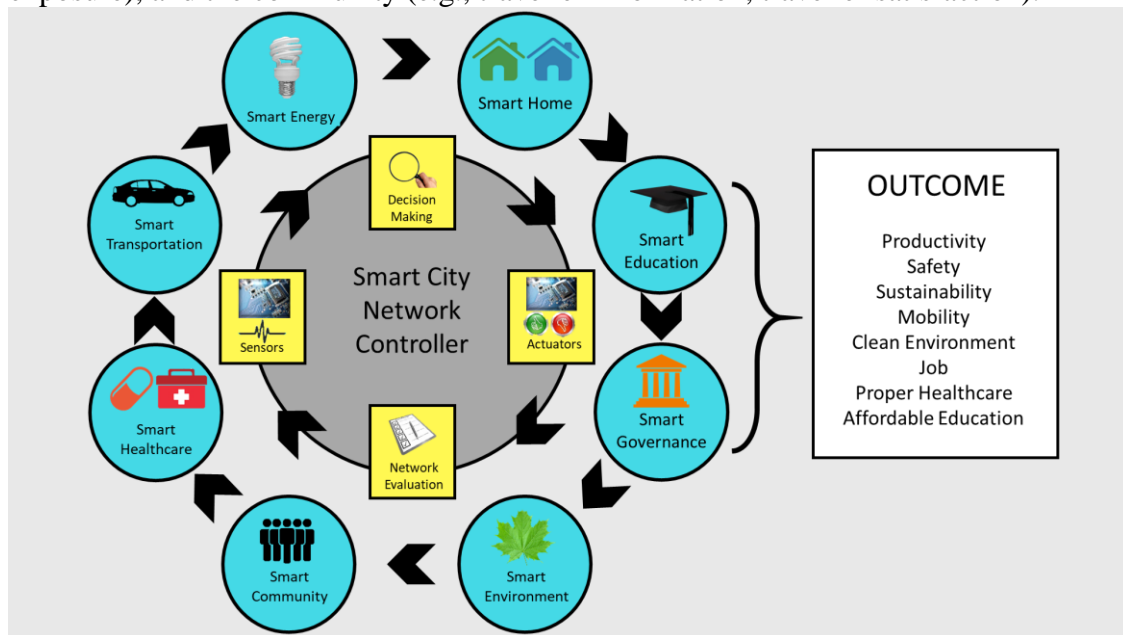 Smart Energy
Smart Home
Smart
Transportation
Decision
Making
Smart
Education
Sensors
Smart City
Network
Controller
Actuators
Smart
Healthcare
Network
Evaluation
Smart
Governance
Smart
Community
Smart
Environment
OUTCOME
Productivity
Safety
Sustainability
Mobility
Clean Environment
Job
Proper Healthcare
Affordable Education